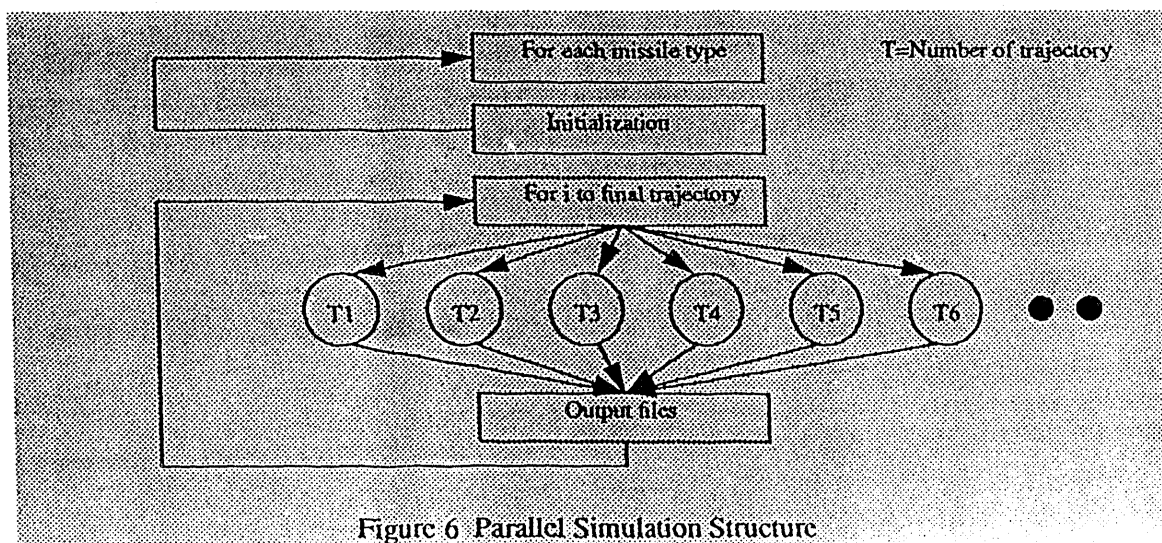 For each missile type
T=Number of trajectory
Initialization
For i to final trajectory
T1 T2 T3 T4 T5 T6
Output files
Figure 6 Parallel Simulation Structure